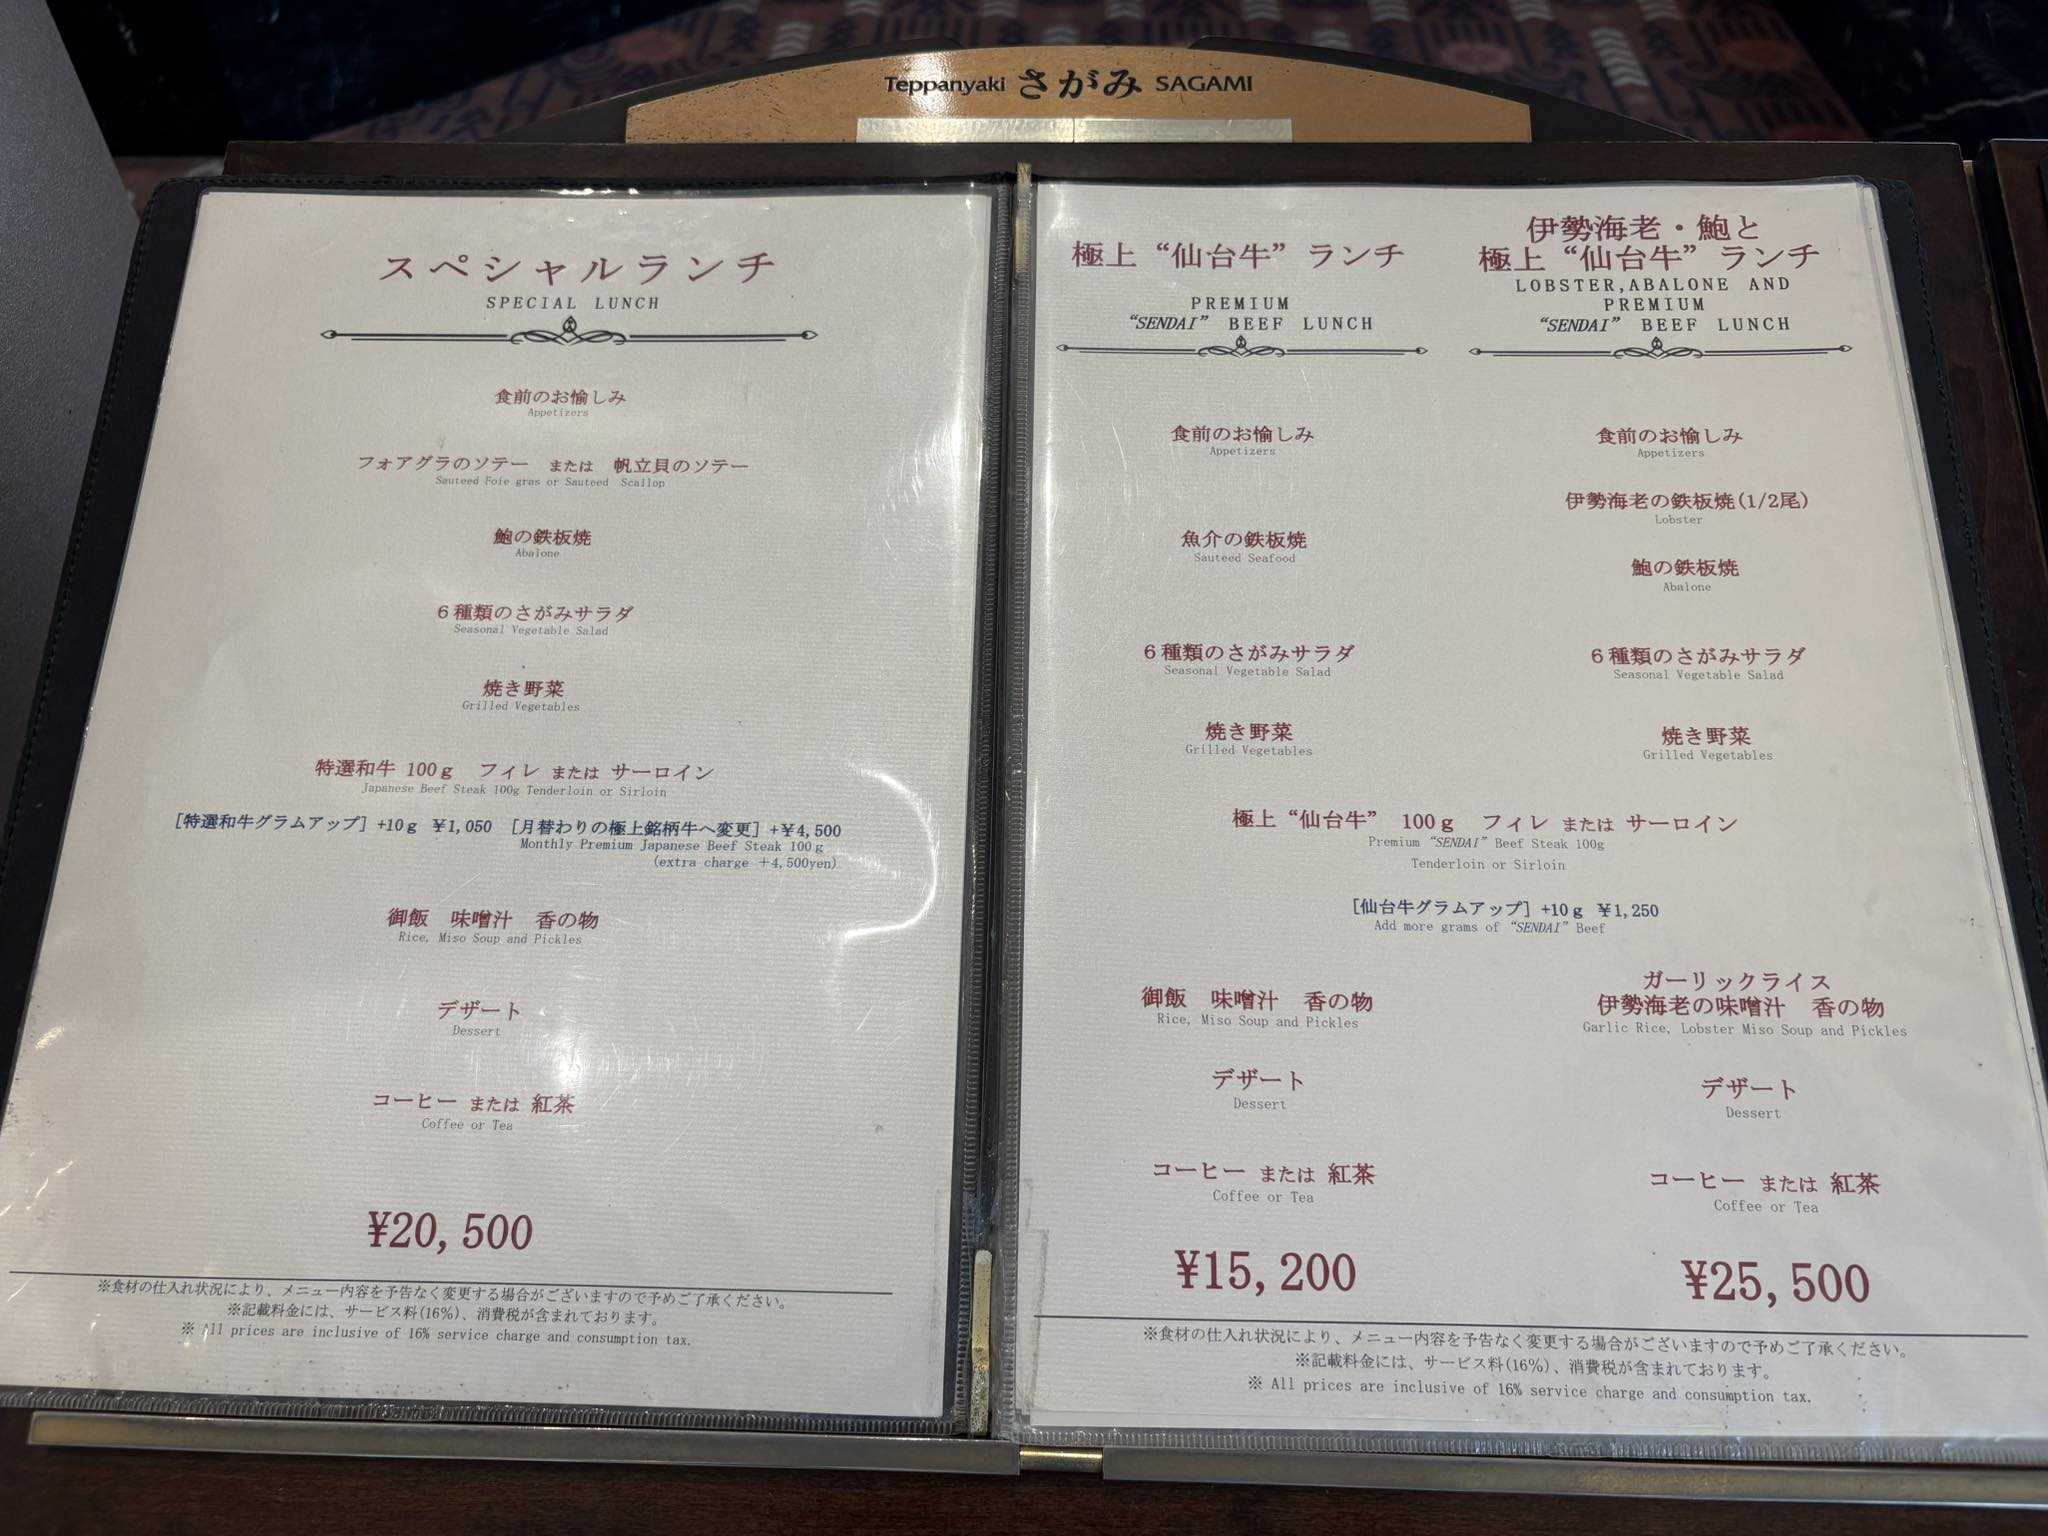 Teppanyaki さがみ SAGAMI
スペシャルランチ
SPECIAL LUNCH
食前のお愉しみ
Appetizers
フォアグラのソテー または 帆立貝のソテー
Sauteed Foie gras or Sauteed Scallop
鮑の鉄板焼
Abalone
6種類のさがみサラダ
Seasonal Vegetable Salad
焼き野菜
Grilled Vegetables
特選和牛 100g フィレ または サーロイン
Japanese Beef Steak 100g Tenderloin or Sirloin
[特選和牛グラムアップ] +10g ¥1,050 [月替わりの極上銘柄牛へ変更] +¥4,500
Monthly Premium Japanese Beef Steak 100g
(extra charge +4,500yen)
御飯 味噌汁 香の物
Rice, Miso Soup and Pickles
デザート
Dessert
コーヒー または 紅茶
Coffee or Tea
¥20,500
※食材の仕入れ状況により、メニュー内容を予告なく変更する場合がございますので予めご了承ください。
※記載料金には、サービス料(16%)、消費税が含まれております。
※ All prices are inclusive of 16% service charge and consumption tax.
極上“仙台牛”ランチ
PREMIUM
“SENDAI” BEEF LUNCH
食前のお愉しみ
Appetizers
魚介の鉄板焼
Sauteed Seafood
6種類のさがみサラダ
Seasonal Vegetable Salad
焼き野菜
Grilled Vegetables
伊勢海老・鮑と
極上“仙台牛”ランチ
LOBSTER,ABALONE AND
PREMIUM
“SENDAI” BEEF LUNCH
食前のお愉しみ
Appetizers
伊勢海老の鉄板焼(1/2尾)
Lobster
鮑の鉄板焼
Abalone
6種類のさがみサラダ
Seasonal Vegetable Salad
焼き野菜
Grilled Vegetables
極上“仙台牛” 100g フィレ または サーロイン
Premium “SENDAI” Beef Steak 100g
Tenderloin or Sirloin
[仙台牛グラムアップ] +10g ¥1,250
Add more grams of “SENDAI” Beef
御飯 味噌汁 香の物
Rice, Miso Soup and Pickles
デザート
Dessert
コーヒー または 紅茶
Coffee or Tea
¥15,200
ガーリックライス
伊勢海老の味噌汁 香の物
Garlic Rice, Lobster Miso Soup and Pickles
デザート
Dessert
コーヒー または 紅茶
Coffee or Tea
¥25,500
※食材の仕入れ状況により、メニュー内容を予告なく変更する場合がございますので予めご了承ください。
※記載料金には、サービス料(16%)、消費税が含まれております。
※ All prices are inclusive of 16% service charge and consumption tax.